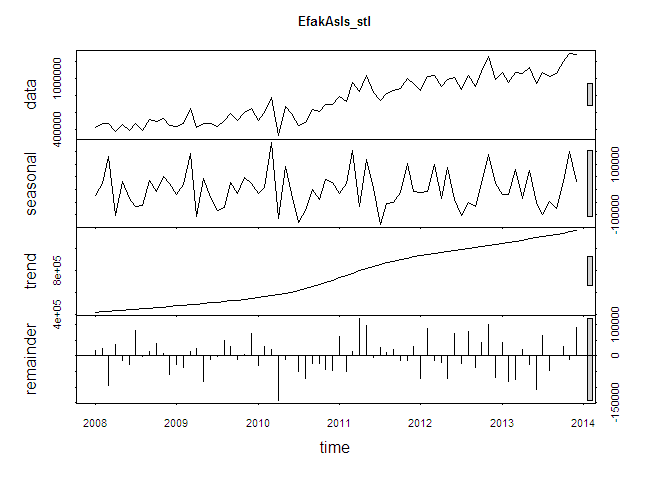 EfakAsIs_stl
data
400000
1000000
seasonal
-100000
100000
trend
4e+05
8e+05
remainder
-150000
0
100000
2008 2009 2010 2011 2012 2013 2014
time